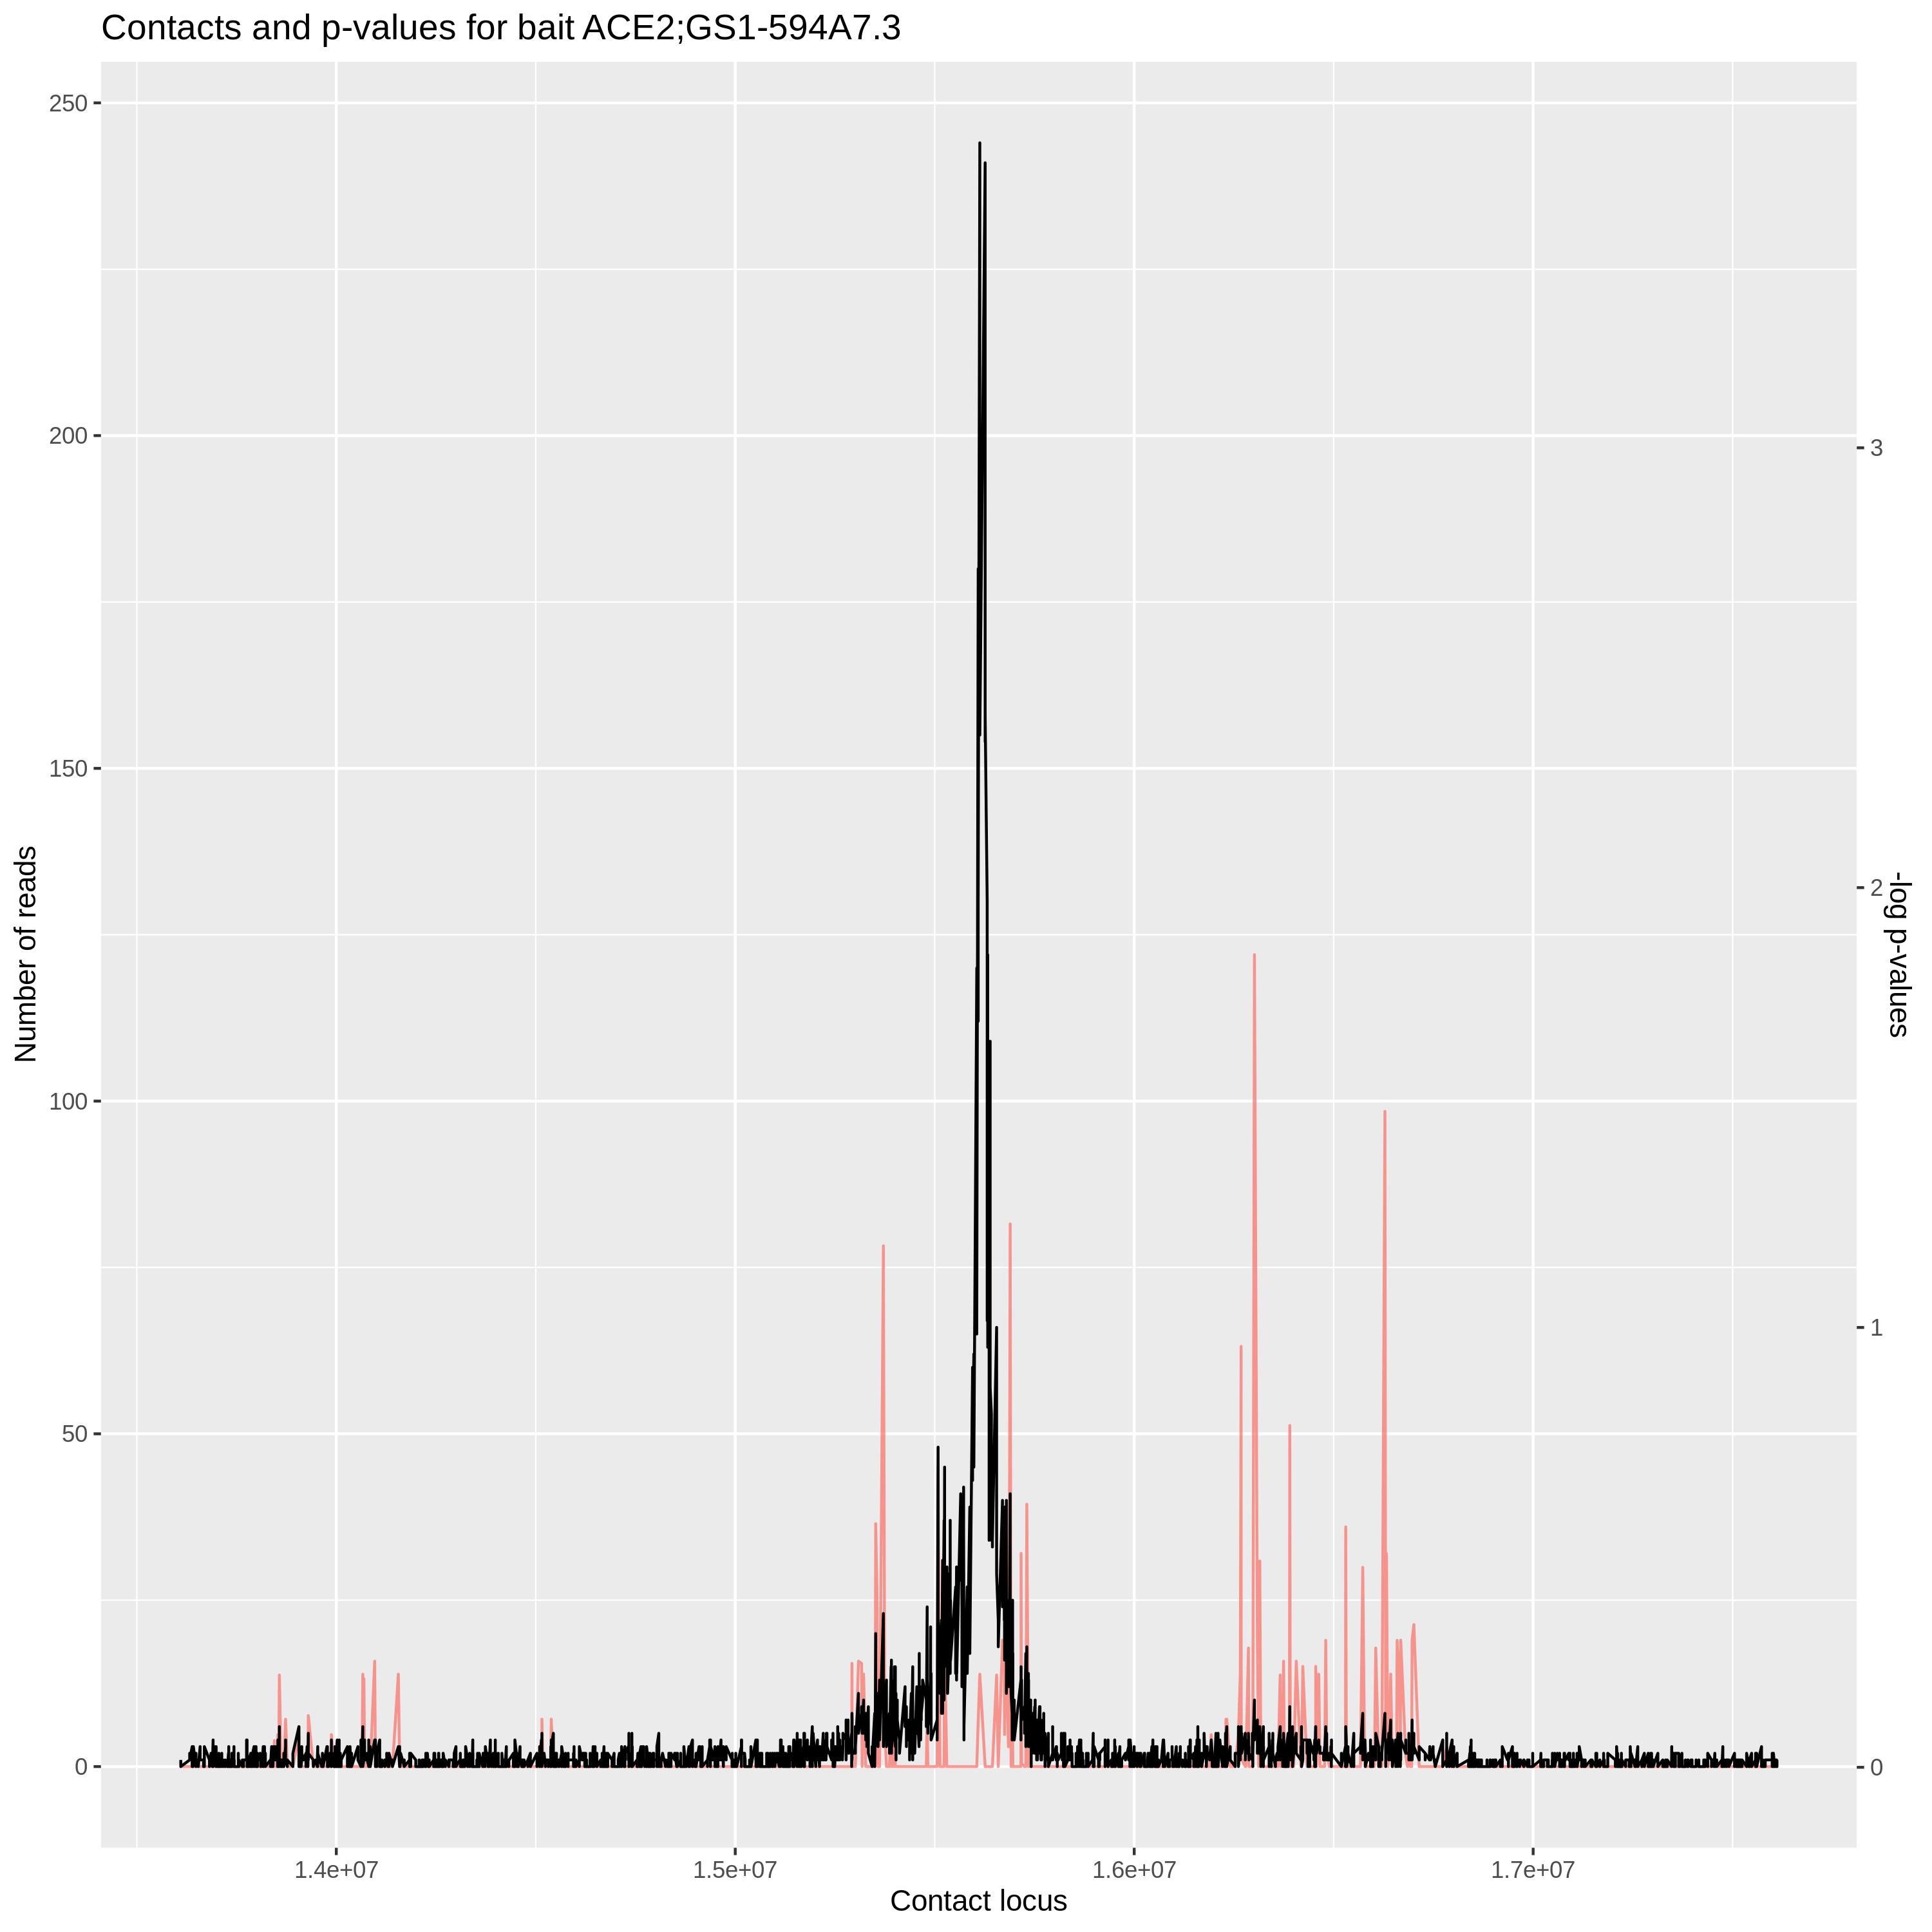 Contacts and p-values for bait ACE2;GS1-594A7.3
250
200
150
100
50
0
Number of reads
3
2
1
0
-log p-values
1.4e+07 1.5e+07 1.6e+07 1.7e+07
Contact locus